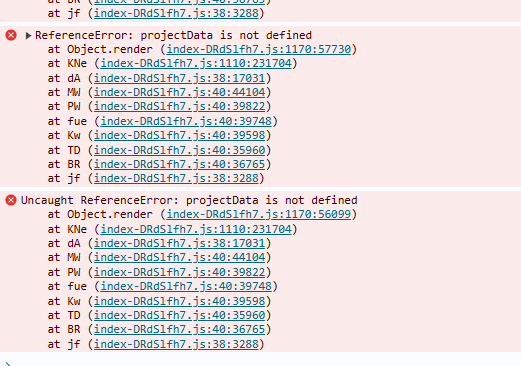 at jf (index-DRdSlfh7.js:38:3288)
ReferenceError: projectData is not defined
at Object.render (index-DRdSlfh7.js:1170:57730)
at KNe (index-DRdSlfh7.js:1110:231704)
at dA (index-DRdSlfh7.js:38:17031)
at MW (index-DRdSlfh7.js:40:44104)
at PW (index-DRdSlfh7.js:40:39822)
at fue (index-DRdSlfh7.js:40:39748)
at Kw (index-DRdSlfh7.js:40:39598)
at TD (index-DRdSlfh7.js:40:35960)
at BR (index-DRdSlfh7.js:40:36765)
at jf (index-DRdSlfh7.js:38:3288)
Uncaught ReferenceError: projectData is not defined
at Object.render (index-DRdSlfh7.js:1170:56099)
at KNe (index-DRdSlfh7.js:1110:231704)
at dA (index-DRdSlfh7.js:38:17031)
at MW (index-DRdSlfh7.js:40:44104)
at PW (index-DRdSlfh7.js:40:39822)
at fue (index-DRdSlfh7.js:40:39748)
at Kw (index-DRdSlfh7.js:40:39598)
at TD (index-DRdSlfh7.js:40:35960)
at BR (index-DRdSlfh7.js:40:36765)
at jf (index-DRdSlfh7.js:38:3288)